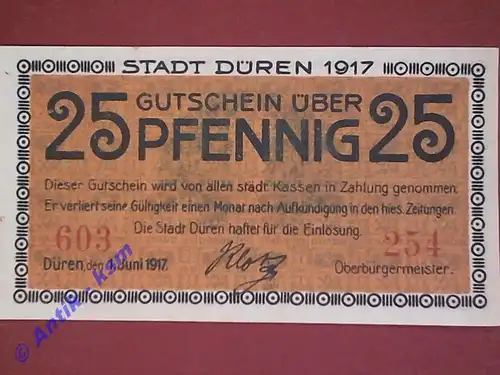 STADT DÜREN 1917
GUTSCHEIN ÜBER
25 PFENNIG 25
Dieser Gutschein wird von allen städt. Kassen in Zahlung genommen.
Er verliert seine Gültigkeit einen Monat nach Aufkündigung in den hies. Zeitungen.
Die Stadt Düren haftet für die Einlösung.
603 254
Düren, den 1. Juni 1917. Klotz Oberbürgermeister.
Antik-kam